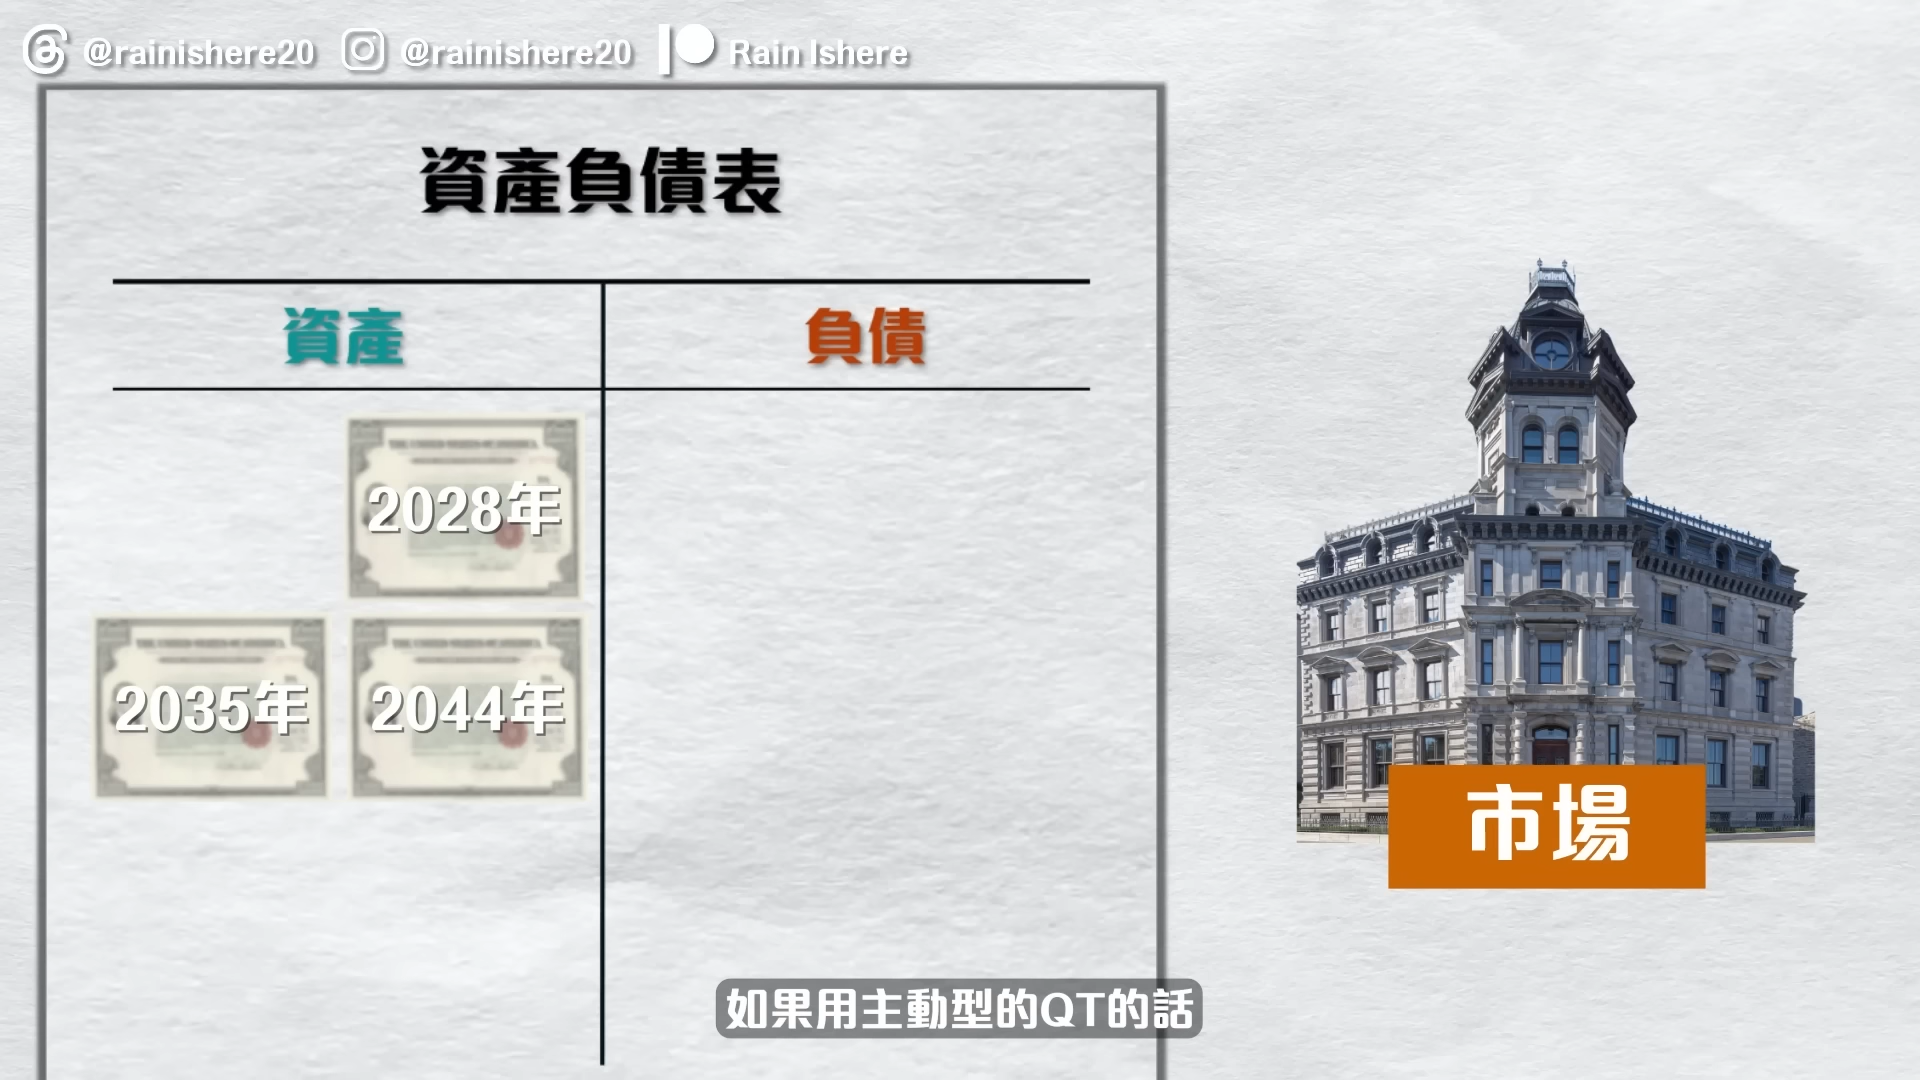 @rainishere20 @rainishere20 Rain Ishere
資產負債表
資產 負債
2028年
2035年 2044年
市場
如果用主動型的QT的話